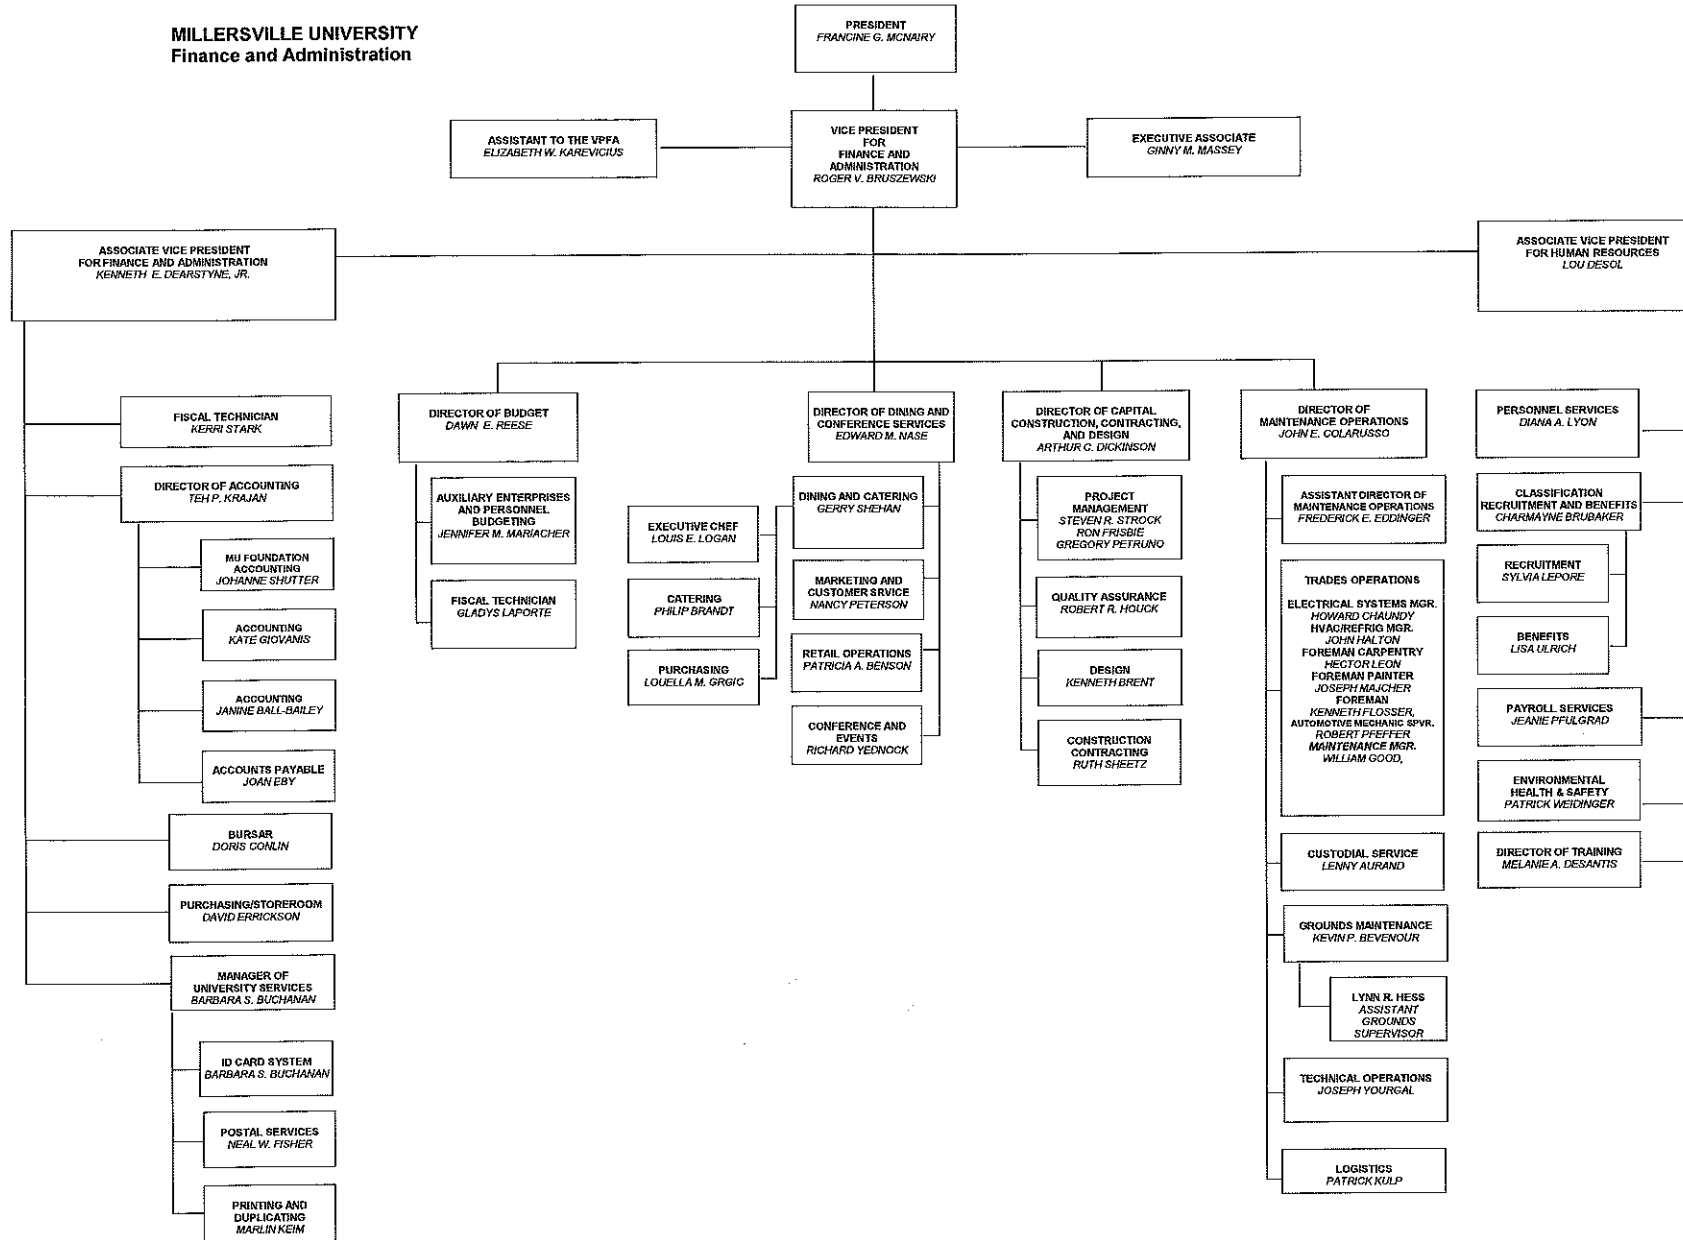 MILLERSVILLE UNIVERSITY
Finance and Administration
PRESIDENT
FRANCINE G. MCNAIRY
ASSISTANT TO THE VPFA
ELIZABETH W. KAREVICIUS
VICE PRESIDENT
FOR
FINANCE AND
ADMINISTRATION
ROGER V. BRUSZEWSKI
EXECUTIVE ASSOCIATE
GINNY M. MASSEY
ASSOCIATE VICE PRESIDENT
FOR FINANCE AND ADMINISTRATION
KENNETH E. DEARSTYNE, JR.
ASSOCIATE VICE PRESIDENT
FOR HUMAN RESOURCES
LOU DESOL
FISCAL TECHNICIAN
KERRI STARK
DIRECTOR OF ACCOUNTING
TEH P. KRAJAN
MU FOUNDATION
ACCOUNTING
JOHANNE SHUTTER
ACCOUNTING
KATE GIOVANIS
ACCOUNTING
JANINE BALL-BAILEY
ACCOUNTS PAYABLE
JOAN EBY
BURSAR
DORIS CONLIN
PURCHASING/STOREROOM
DAVID ERRICKSON
MANAGER OF
UNIVERSITY SERVICES
BARBARA S. BUCHANAN
ID CARD SYSTEM
BARBARA S. BUCHANAN
POSTAL SERVICES
NEAL W. FISHER
PRINTING AND
DUPLICATING
MARLIN KEIM
DIRECTOR OF BUDGET
DAWN E. REESE
AUXILIARY ENTERPRISES
AND PERSONNEL
BUDGETING
JENNIFER M. MARIACHER
FISCAL TECHNICIAN
GLADYS LAPORTE
DIRECTOR OF DINING AND
CONFERENCE SERVICES
EDWARD M. NASE
DINING AND CATERING
GERRY SHEHAN
EXECUTIVE CHEF
LOUIS E. LOGAN
CATERING
PHILIP BRANDT
PURCHASING
LOUELLA M. GRGIC
MARKETING AND
CUSTOMER SRVICE
NANCY PETERSON
RETAIL OPERATIONS
PATRICIA A. BENSON
CONFERENCE AND
EVENTS
RICHARD YEDNOCK
DIRECTOR OF CAPITAL
CONSTRUCTION, CONTRACTING,
AND DESIGN
ARTHUR C. DICKINSON
PROJECT
MANAGEMENT
STEVEN R. STROCK
RON FRISBIE
GREGORY PETRUNO
QUALITY ASSURANCE
ROBERT R. HOUCK
DESIGN
KENNETH BRENT
CONSTRUCTION
CONTRACTING
RUTH SHEETZ
DIRECTOR OF
MAINTENANCE OPERATIONS
JOHN E. COLARUSSO
ASSISTANT DIRECTOR OF
MAINTENANCE OPERATIONS
FREDERICK E. EDDINGER
TRADES OPERATIONS
ELECTRICAL SYSTEMS MGR.
HOWARD CHAUNDY
HVAC/REFRIG MGR.
JOHN HALTON
FOREMAN CARPENTRY
HECTOR LEON
FOREMAN PAINTER
JOSEPH MAJCHER
FOREMAN
KENNETH FLOSSER,
AUTOMOTIVE MECHANIC SPVR.
ROBERT PFEFFER
MAINTENANCE MGR.
WILLIAM GOOD,
CUSTODIAL SERVICE
LENNY AURAND
GROUNDS MAINTENANCE
KEVIN P. BEVENOUR
LYNN R. HESS
ASSISTANT
GROUNDS
SUPERVISOR
TECHNICAL OPERATIONS
JOSEPH YOURGAL
LOGISTICS
PATRICK KULP
PERSONNEL SERVICES
DIANA A. LYON
CLASSIFICATION
RECRUITMENT AND BENEFITS
CHARMAYNE BRUBAKER
RECRUITMENT
SYLVIA LEPORE
BENEFITS
LISA ULRICH
PAYROLL SERVICES
JEANIE PFULGRAD
ENVIRONMENTAL
HEALTH & SAFETY
PATRICK WEIDINGER
DIRECTOR OF TRAINING
MELANIE A. DESANTIS